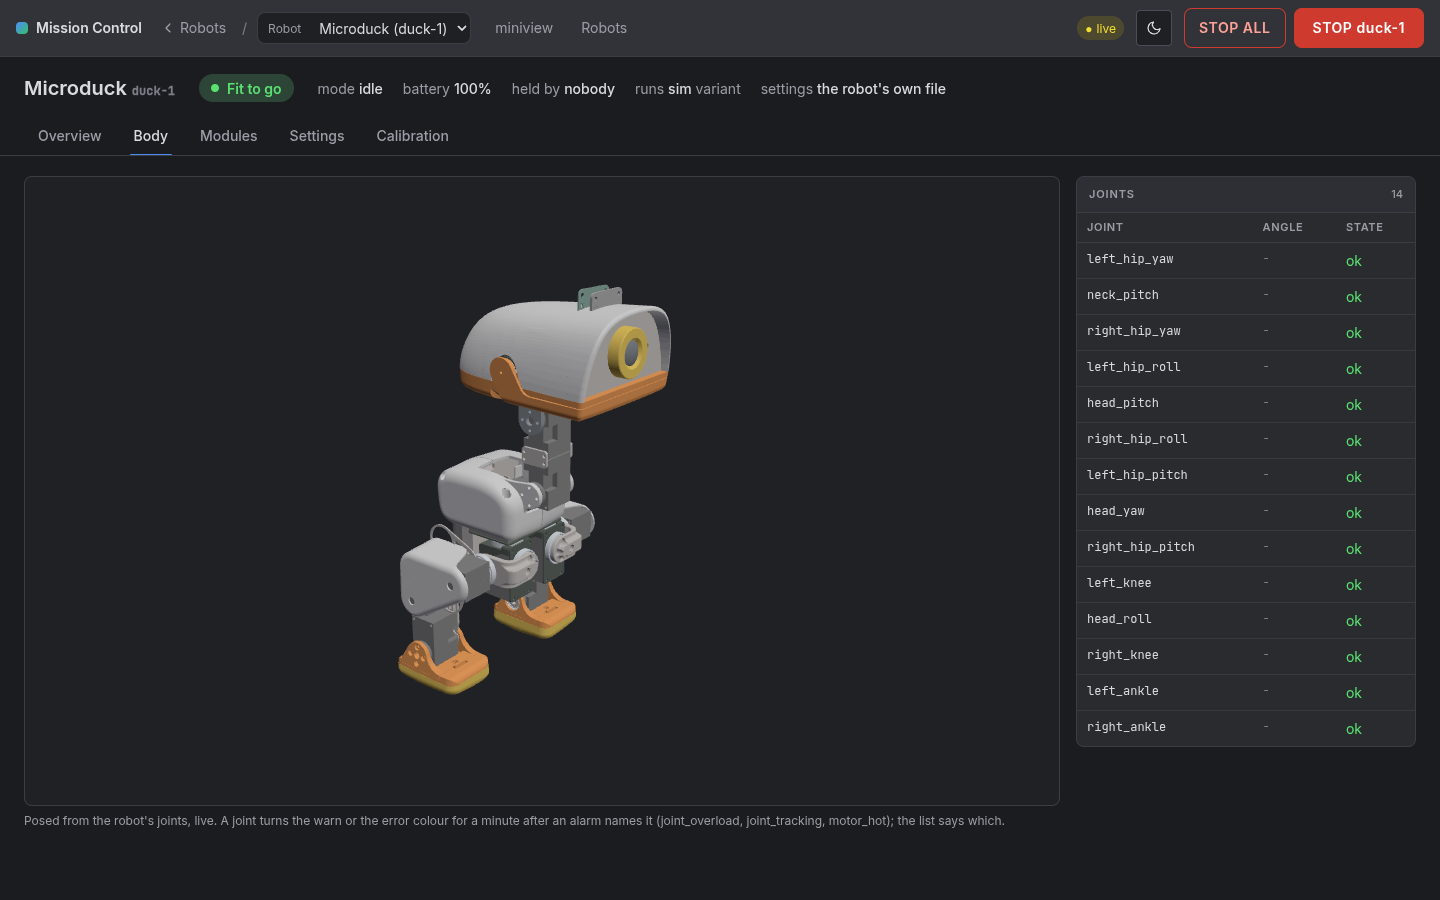 Mission Control Robots / Robot Microduck (duck-1) miniview Robots live STOP ALL STOP duck-1
Microduck duck-1 Fit to go mode idle battery 100% held by nobody runs sim variant settings the robot's own file
Overview Body Modules Settings Calibration
JOINTS 14
JOINT ANGLE STATE
left_hip_yaw - ok
neck_pitch - ok
right_hip_yaw - ok
left_hip_roll - ok
head_pitch - ok
right_hip_roll - ok
left_hip_pitch - ok
head_yaw - ok
right_hip_pitch - ok
left_knee - ok
head_roll - ok
right_knee - ok
left_ankle - ok
right_ankle - ok
Posed from the robot's joints, live. A joint turns the warn or the error colour for a minute after an alarm names it (joint_overload, joint_tracking, motor_hot); the list says which.